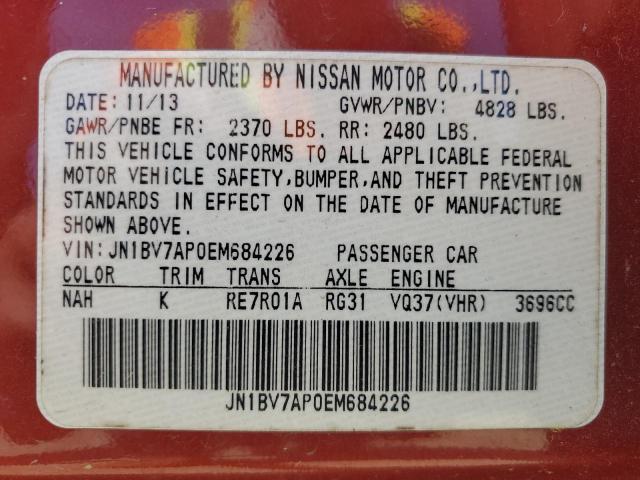 MANUFACTURED BY NISSAN MOTOR CO.,LTD.
DATE: 11/13 GVWR/PNBV: 4828 LBS.
GAWR/PNBE FR: 2370 LBS. RR: 2480 LBS.
THIS VEHICLE CONFORMS TO ALL APPLICABLE FEDERAL
MOTOR VEHICLE SAFETY,BUMPER,AND THEFT PREVENTION
STANDARDS IN EFFECT ON THE DATE OF MANUFACTURE
SHOWN ABOVE.
VIN:JN1BV7AP0EM684226 PASSENGER CAR
COLOR TRIM TRANS AXLE ENGINE
NAH K RE7R01A RG31 VQ37(VHR) 3696CC
JN1BV7AP0EM684226